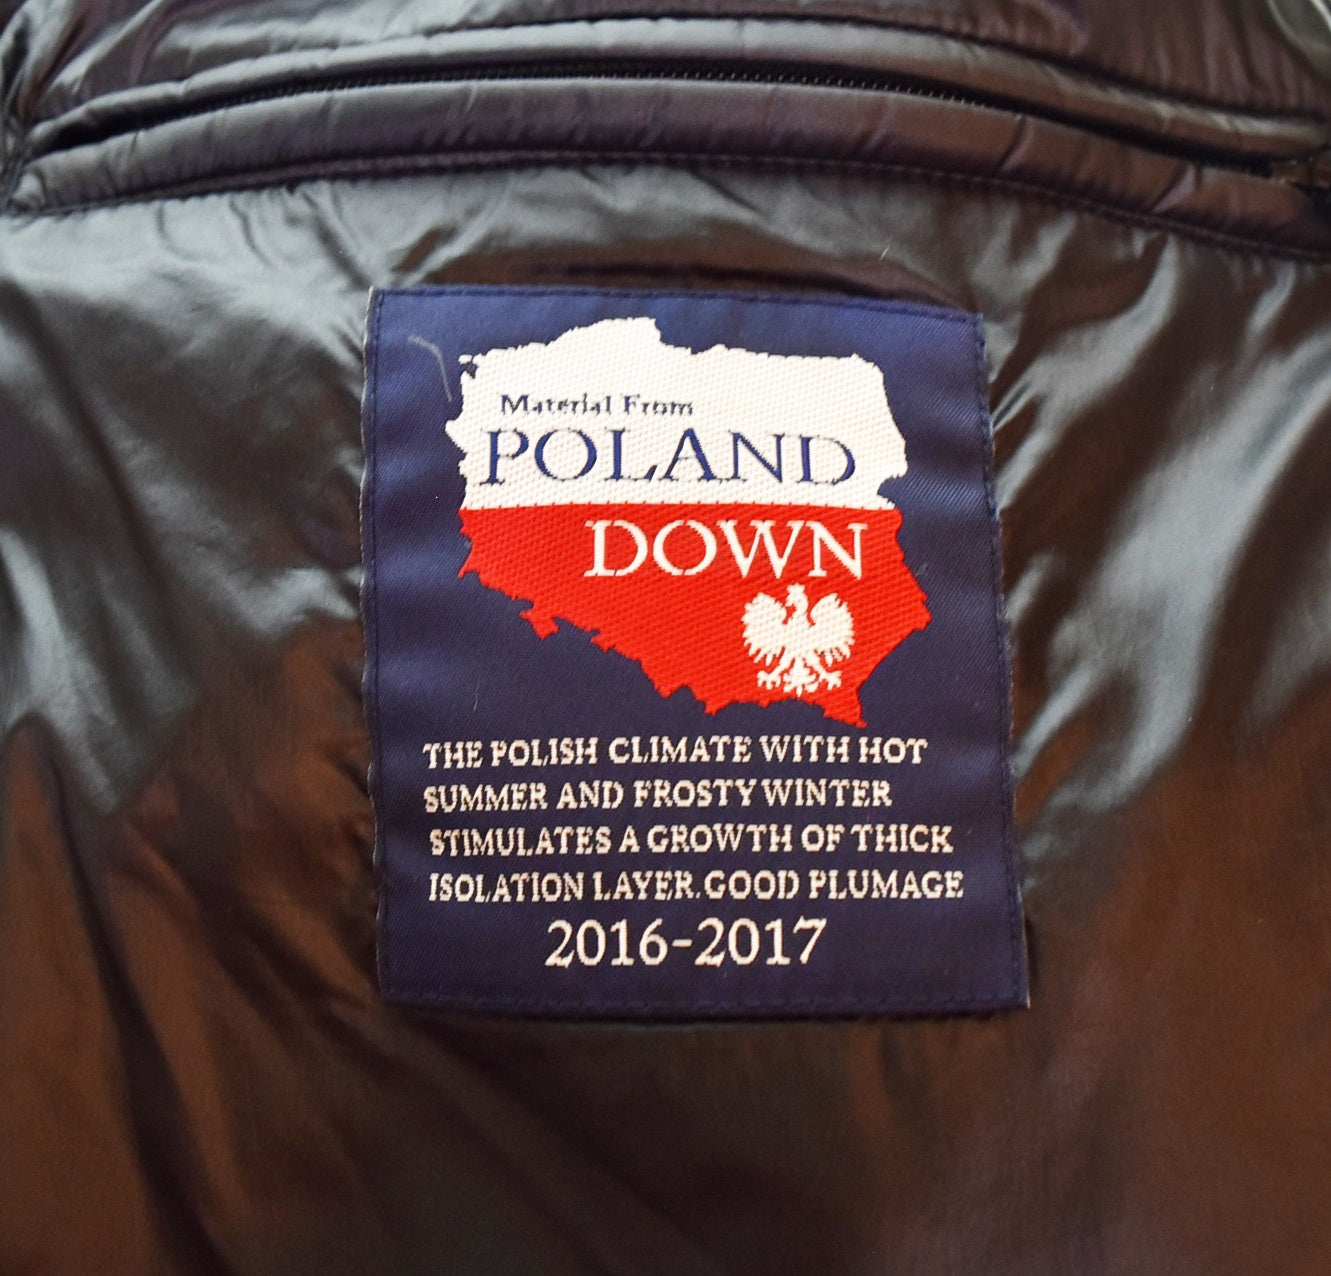 Material From
POLAND
DOWN
THE POLISH CLIMATE WITH HOT
SUMMER AND FROSTY WINTER
STIMULATES A GROWTH OF THICK
ISOLATION LAYER.GOOD PLUMAGE
2016-2017